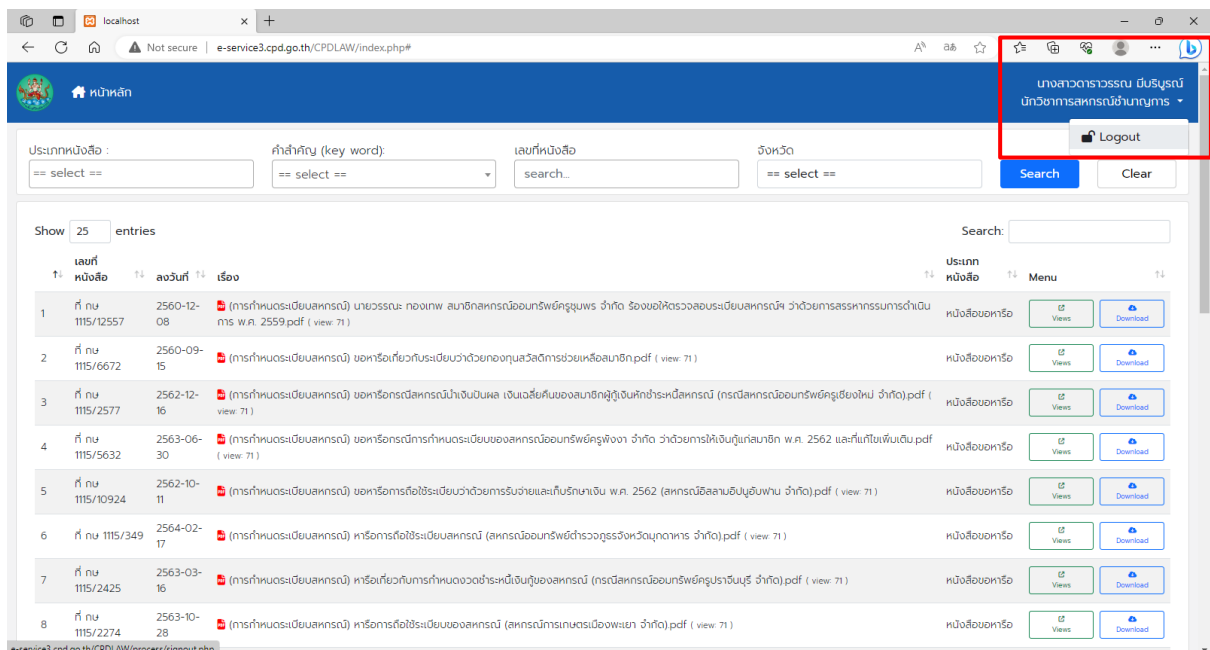 localhost
Not secure e-service3.cpd.go.th/CPDLAW/index.php#
หน้าหลัก
นางสาวดาราวรรณ มีบริบูรณ์
นักวิชาการสหกรณ์ชำนาญการ
Logout
ประเภทหนังสือ : คำสำคัญ (key word): เลขที่หนังสือ จังหวัด
== select == == select == search... == select == Search Clear
Show 25 entries Search:
เลขที่ ประเภท
หนังสือ ลงวันที่ เรื่อง หนังสือ Menu
1 ที่ กษ 2560-12- (การกำหนดระเบียบสหกรณ์) นายวรรณะ ทองเทพ สมาชิกสหกรณ์ออมทรัพย์ครูชุมพร จำกัด ร้องขอให้ตรวจสอบระเบียบสหกรณ์ฯ ว่าด้วยการสรรหากรรมการดำเนิน หนังสือขอหารือ Views Download
1115/12557 08 การ พ.ศ. 2559.pdf ( view: 71 )
2 ที่ กษ 2560-09- (การกำหนดระเบียบสหกรณ์) ขอหารือเกี่ยวกับระเบียบว่าด้วยกองทุนสวัสดิการช่วยเหลือสมาชิก.pdf ( view: 71 ) หนังสือขอหารือ Views Download
1115/6672 15
3 ที่ กษ 2562-12- (การกำหนดระเบียบสหกรณ์) ขอหารือกรณีสหกรณ์นำเงินปันผล เงินเฉลี่ยคืนของสมาชิกผู้กู้เงินหักชำระหนี้สหกรณ์ (กรณีสหกรณ์ออมทรัพย์ครูเชียงใหม่ จำกัด).pdf ( หนังสือขอหารือ Views Download
1115/2577 16 view: 71 )
4 ที่ กษ 2563-06- (การกำหนดระเบียบสหกรณ์) ขอหารือกรณีการกำหนดระเบียบของสหกรณ์ออมทรัพย์ครูพังงา จำกัด ว่าด้วยการให้เงินกู้แก่สมาชิก พ.ศ. 2562 และที่แก้ไขเพิ่มเติม.pdf หนังสือขอหารือ Views Download
1115/5632 30 ( view: 71 )
5 ที่ กษ 2562-10- (การกำหนดระเบียบสหกรณ์) ขอหารือการถือใช้ระเบียบว่าด้วยการรับจ่ายและเก็บรักษาเงิน พ.ศ. 2562 (สหกรณ์อิสลามอิปนูอับฟาน จำกัด).pdf ( view: 71 ) หนังสือขอหารือ Views Download
1115/10924 11
6 ที่ กษ 1115/349 2564-02- (การกำหนดระเบียบสหกรณ์) หารือการถือใช้ระเบียบสหกรณ์ (สหกรณ์ออมทรัพย์ตำรวจภูธรจังหวัดมุกดาหาร จำกัด).pdf ( view: 71 ) หนังสือขอหารือ Views Download
17
7 ที่ กษ 2563-03- (การกำหนดระเบียบสหกรณ์) หารือเกี่ยวกับการกำหนดงวดชำระหนี้เงินกู้ของสหกรณ์ (กรณีสหกรณ์ออมทรัพย์ครูปราจีนบุรี จำกัด).pdf ( view: 71 ) หนังสือขอหารือ Views Download
1115/2425 16
8 ที่ กษ 2563-10- (การกำหนดระเบียบสหกรณ์) หารือการถือใช้ระเบียบของสหกรณ์ (สหกรณ์การเกษตรเมืองพะเยา จำกัด).pdf ( view: 71 ) หนังสือขอหารือ Views Download
1115/2274 28
e-service3.cpd.go.th/CPDLAW/process/signout.php